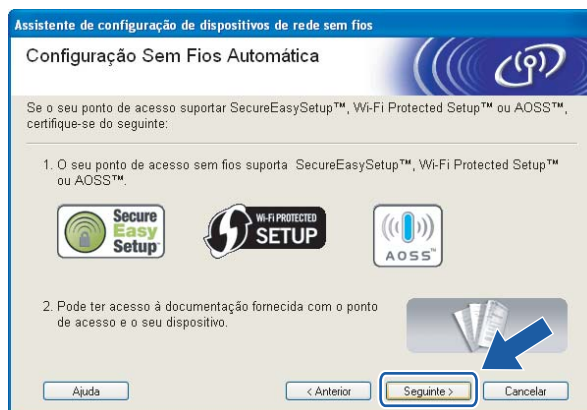 Assistente de configuração de dispositivos de rede sem fios
Configuração Sem Fios Automática
Se o seu ponto de acesso suportar SecureEasySetup™, Wi-Fi Protected Setup™ ou AOSS™,
certifique-se do seguinte:
1. O seu ponto de acesso sem fios suporta SecureEasySetup™, Wi-Fi Protected Setup™
ou AOSS™.
Secure
Easy
Setup™
WI-FI PROTECTED
SETUP
AOSS™
2. Pode ter acesso à documentação fornecida com o ponto
de acesso e o seu dispositivo.
Ajuda
< Anterior
Seguinte >
Cancelar